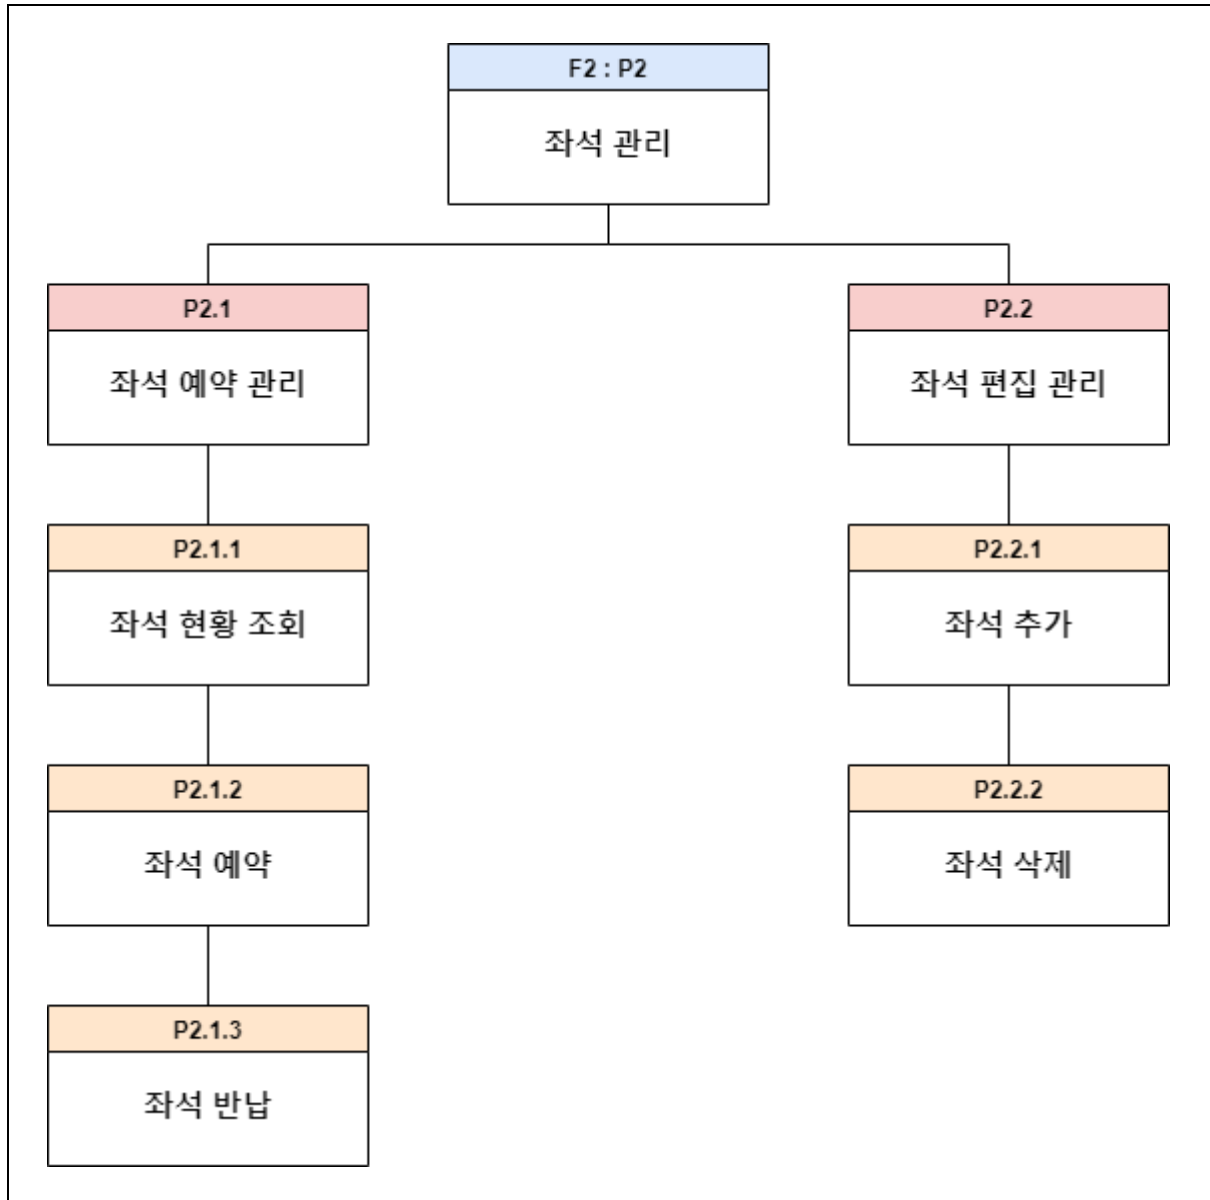 F2 : P2
좌석 관리
P2.1
좌석 예약 관리
P2.2
좌석 편집 관리
P2.1.1
좌석 현황 조회
P2.2.1
좌석 추가
P2.1.2
좌석 예약
P2.2.2
좌석 삭제
P2.1.3
좌석 반납